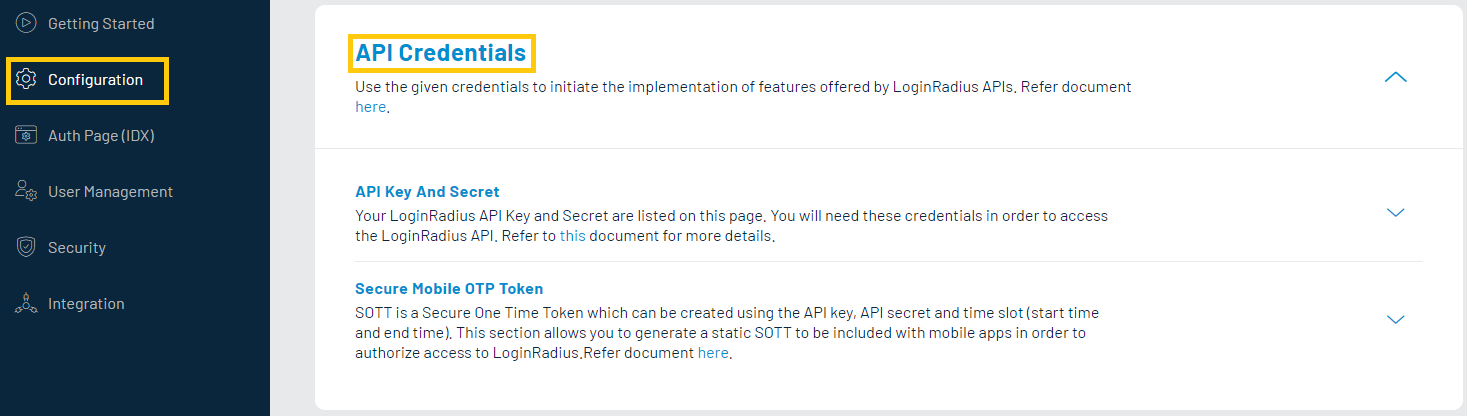 Getting Started
Configuration
Auth Page (IDX)
User Management
Security
Integration
API Credentials
Use the given credentials to initiate the implementation of features offered by LoginRadius APIs. Refer document
here.
API Key And Secret
Your LoginRadius API Key and Secret are listed on this page. You will need these credentials in order to access
the LoginRadius API. Refer to this document for more details.
Secure Mobile OTP Token
SOTT is a Secure One Time Token which can be created using the API key, API secret and time slot (start time
and end time). This section allows you to generate a static SOTT to be included with mobile apps in order to
authorize access to LoginRadius.Refer document here.